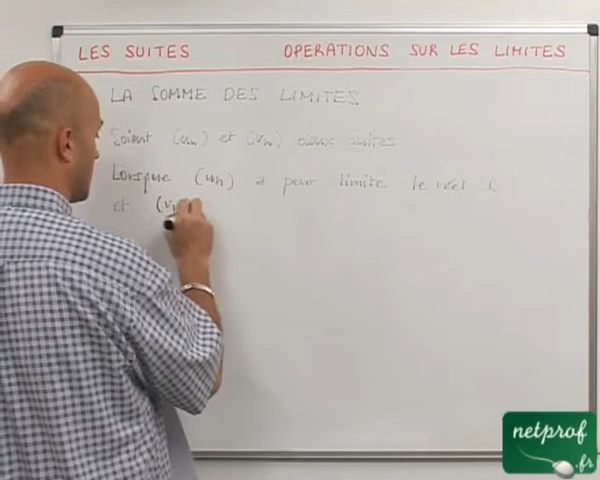 LES SUITES OPERATIONS SUR LES LIMITES
LA SOMME DES LIMITES
Soient (un) et (vn) deux suites
Lorsque (un) a pour limite le réel ℓ
et (vn
netprof
.fr